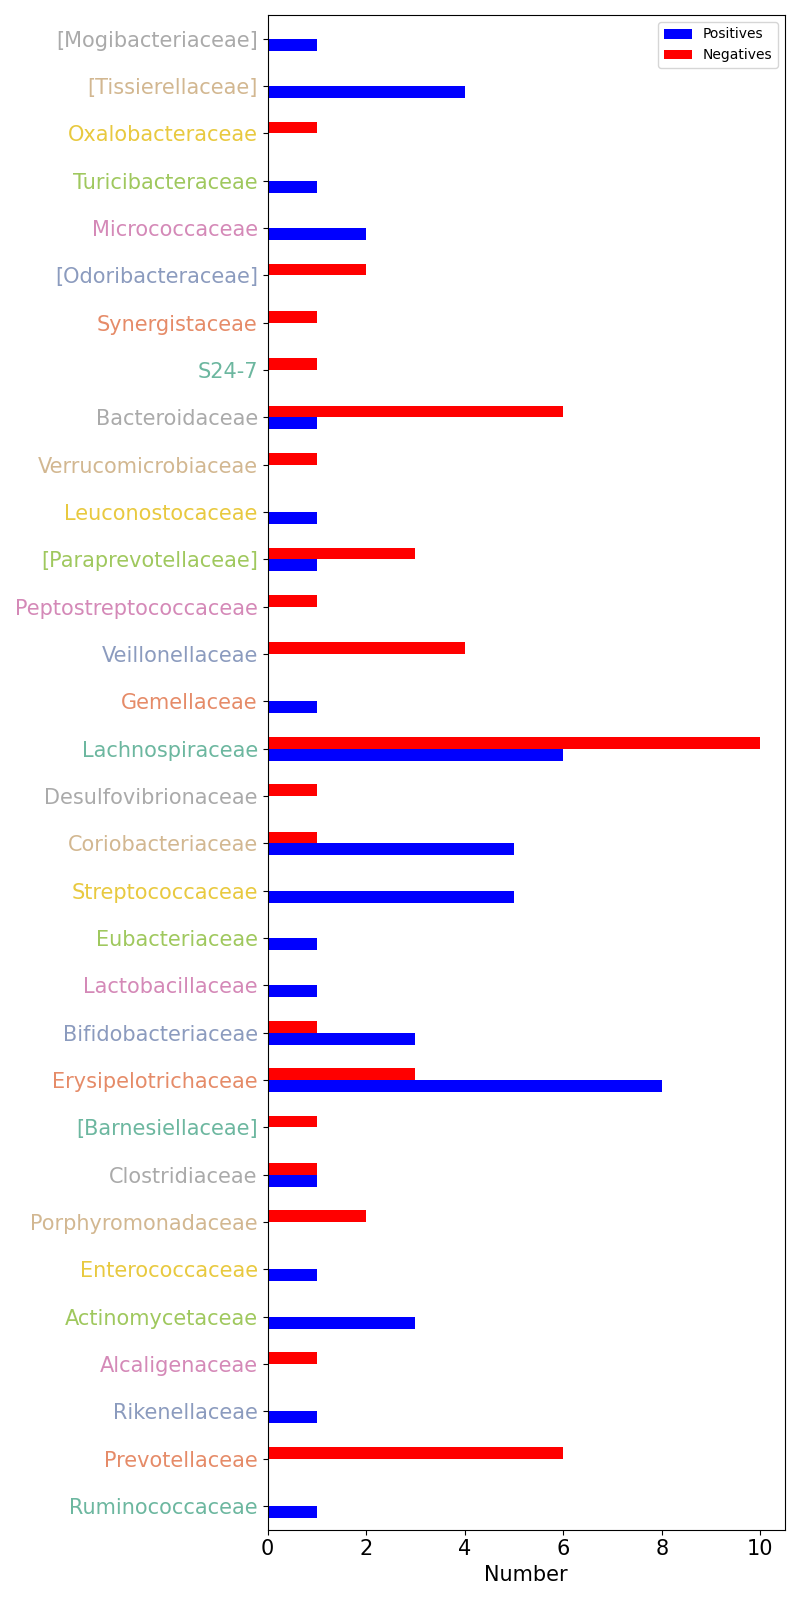 [Mogibacteriaceae]
[Tissierellaceae]
Oxalobacteraceae
Turicibacteraceae
Micrococcaceae
[Odoribacteraceae]
Synergistaceae
S24-7
Bacteroidaceae
Verrucomicrobiaceae
Leuconostocaceae
[Paraprevotellaceae]
Peptostreptococcaceae
Veillonellaceae
Gemellaceae
Lachnospiraceae
Desulfovibrionaceae
Coriobacteriaceae
Streptococcaceae
Eubacteriaceae
Lactobacillaceae
Bifidobacteriaceae
Erysipelotrichaceae
[Barnesiellaceae]
Clostridiaceae
Porphyromonadaceae
Enterococcaceae
Actinomycetaceae
Alcaligenaceae
Rikenellaceae
Prevotellaceae
Ruminococcaceae
Positives
Negatives
0 2 4 6 8 10
Number